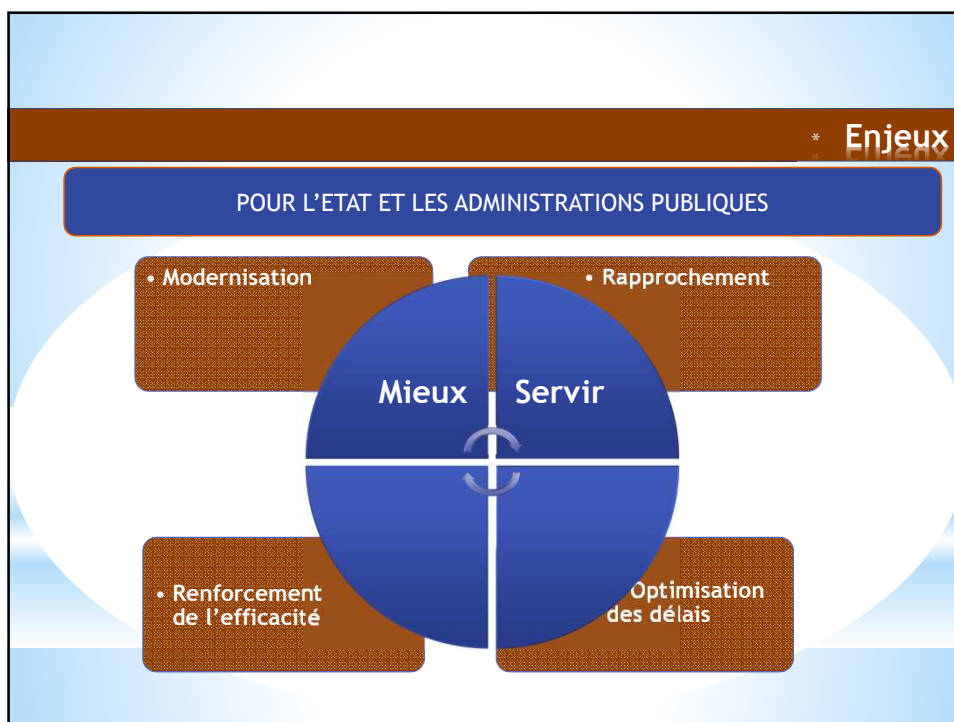 * Enjeux
POUR L'ETAT ET LES ADMINISTRATIONS PUBLIQUES
• Modernisation
• Rapprochement
Mieux Servir
• Renforcement
de l'efficacité
Optimisation
des délais